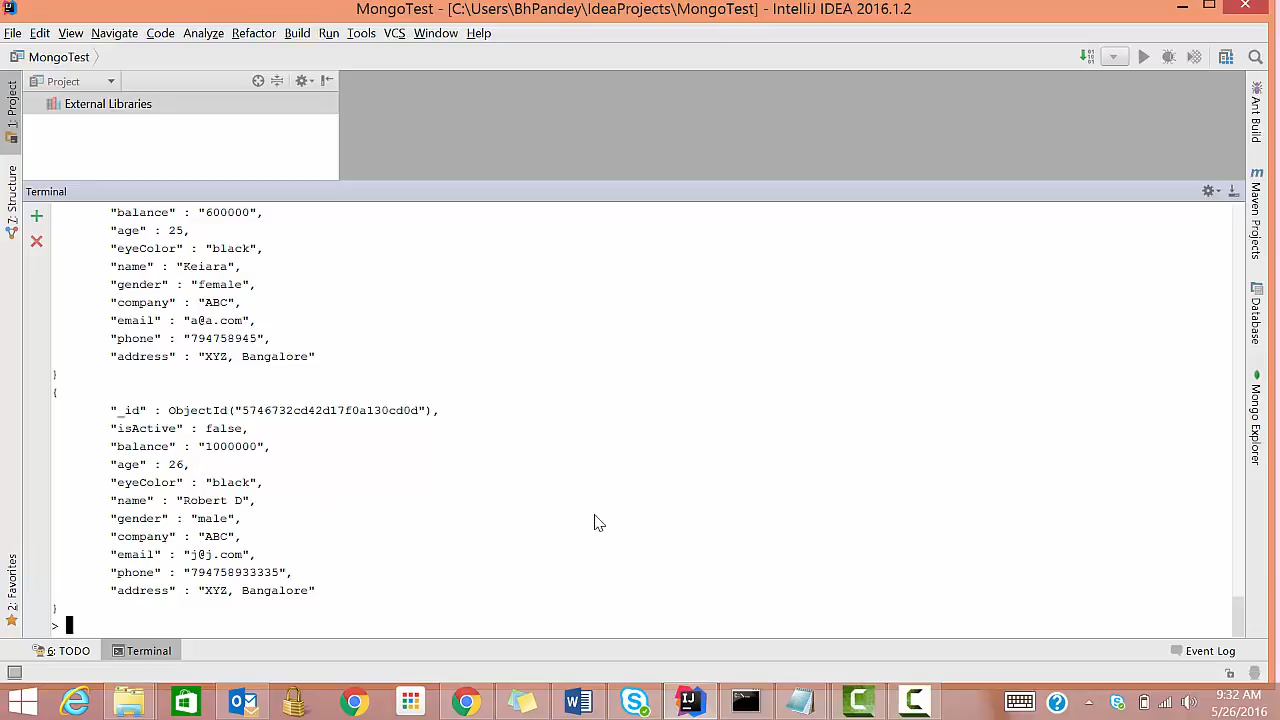 MongoTest - [C:\Users\BhPandey\IdeaProjects\MongoTest] - IntelliJ IDEA 2016.1.2
File Edit View Navigate Code Analyze Refactor Build Run Tools VCS Window Help
MongoTest
Project
External Libraries
1: Project
7: Structure
2: Favorites
Ant Build
Maven Projects
Database
Mongo Explorer
Terminal
"balance" : "600000",
"age" : 25,
"eyeColor" : "black",
"name" : "Keiara",
"gender" : "female",
"company" : "ABC",
"email" : "a@a.com",
"phone" : "794758945",
"address" : "XYZ, Bangalore"
}
{
"_id" : ObjectId("5746732cd42d17f0a130cd0d"),
"isActive" : false,
"balance" : "1000000",
"age" : 26,
"eyeColor" : "black",
"name" : "Robert D",
"gender" : "male",
"company" : "ABC",
"email" : "j@j.com",
"phone" : "794758933335",
"address" : "XYZ, Bangalore"
}
>
6: TODO Terminal Event Log
9:32 AM
5/26/2016